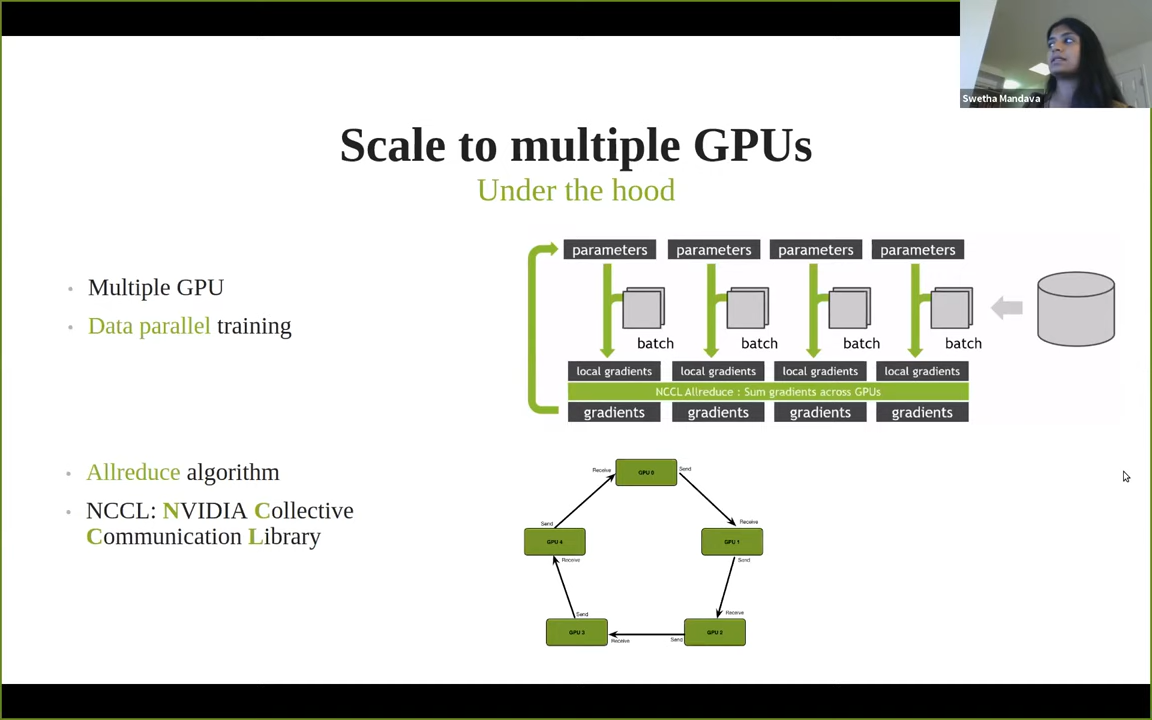 Swetha Mandava
Scale to multiple GPUs
Under the hood
Multiple GPU
Data parallel training
Allreduce algorithm
NCCL: NVIDIA Collective
Communication Library
parameters parameters parameters parameters
batch batch batch batch
local gradients local gradients local gradients local gradients
NCCL Allreduce : Sum gradients across GPUs
gradients gradients gradients gradients
GPU 0
Receive Send
Send Receive
GPU 4 GPU 1
Receive Send
Send Receive
GPU 3 GPU 2
Receive Send